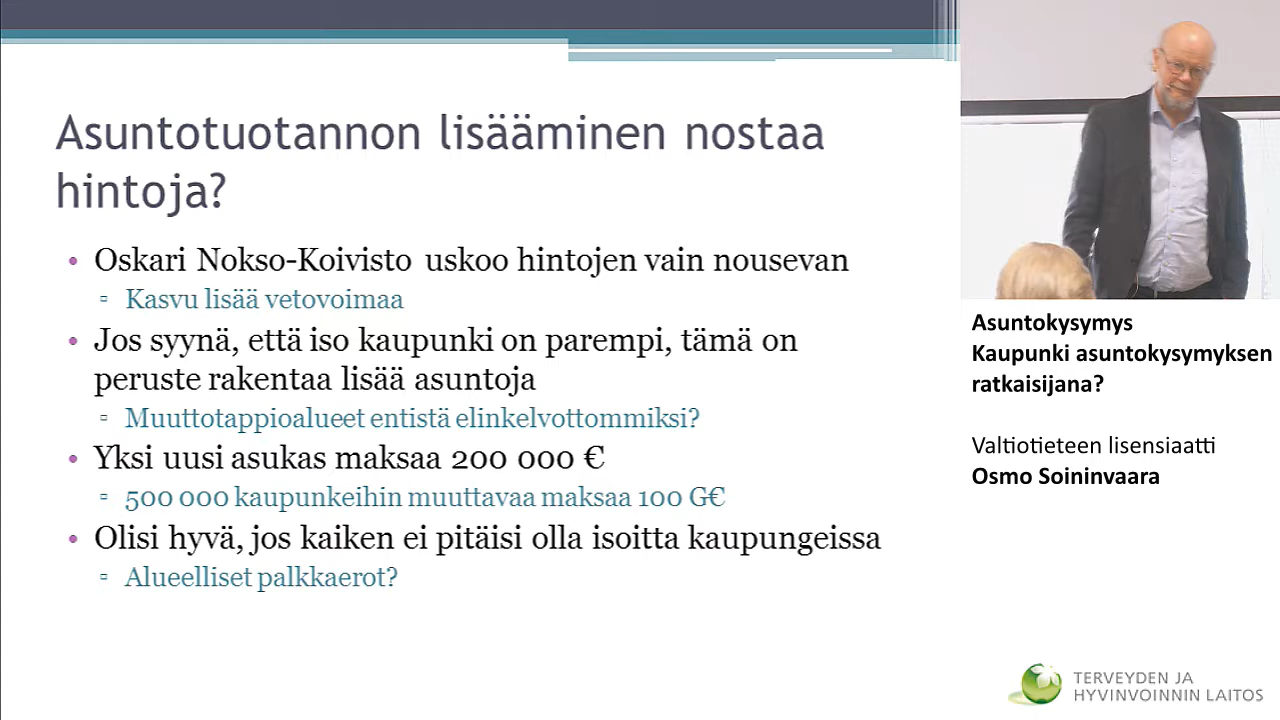 Asuntotuotannon lisääminen nostaa
hintoja?
• Oskari Nokso-Koivisto uskoo hintojen vain nousevan
▫ Kasvu lisää vetovoimaa
• Jos syynä, että iso kaupunki on parempi, tämä on
peruste rakentaa lisää asuntoja
▫ Muuttotappioalueet entistä elinkelvottommiksi?
• Yksi uusi asukas maksaa 200 000 €
▫ 500 000 kaupunkeihin muuttavaa maksaa 100 G€
• Olisi hyvä, jos kaiken ei pitäisi olla isoitta kaupungeissa
▫ Alueelliset palkkaerot?
Asuntokysymys
Kaupunki asuntokysymyksen
ratkaisijana?
Valtiotieteen lisensiaatti
Osmo Soininvaara
TERVEYDEN JA
HYVINVOINNIN LAITOS